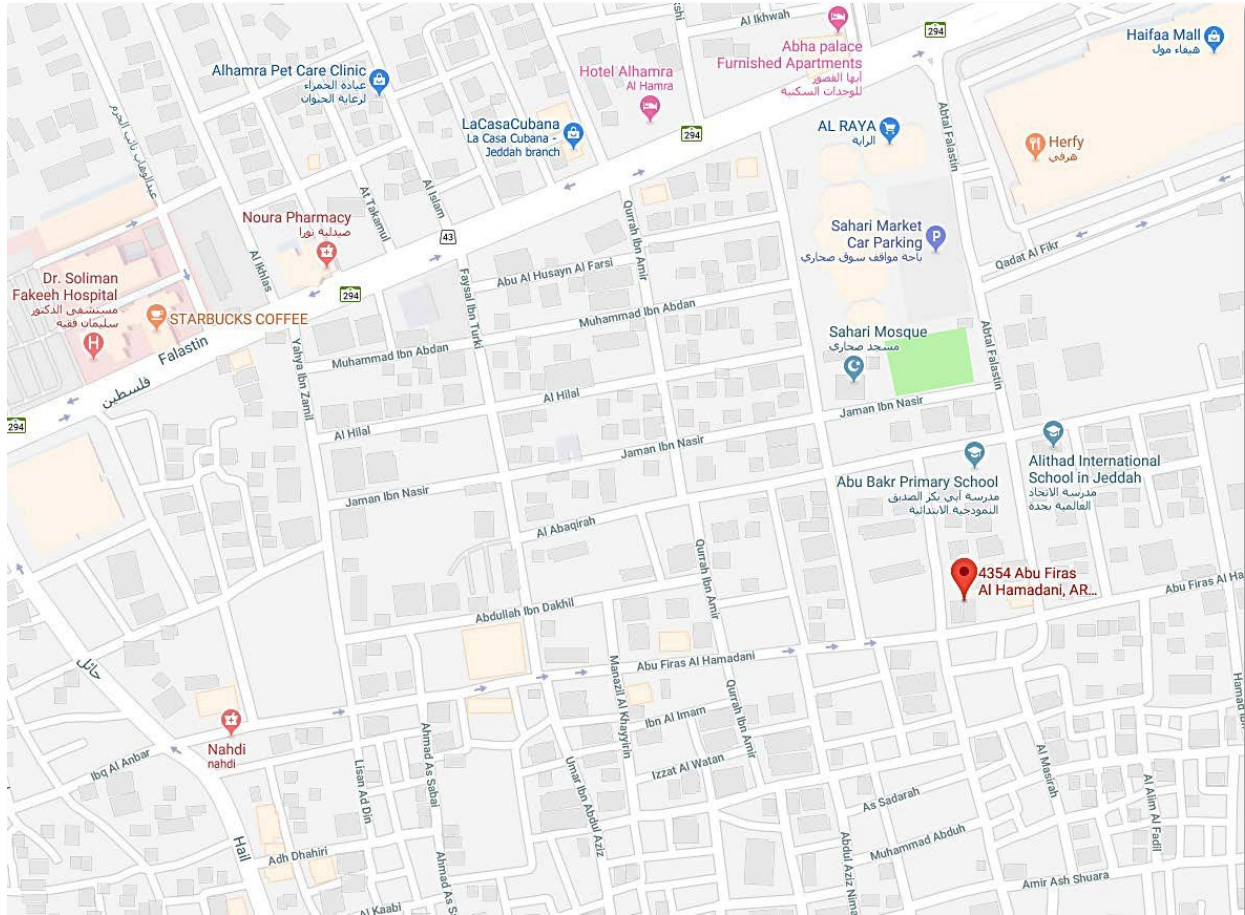 Al Ikhwah
294
Haifaa Mall
هيفاء مول
Abha palace
Furnished Apartments
أبها القصور
للوحدات السكنية
Alhamra Pet Care Clinic
عيادة الحمراء
لرعاية الحيوان
Hotel Alhamra
Al Hamra
LaCasaCubana
La Casa Cubana -
Jeddah branch
294
AL RAYA
الراية
Abtal Falastin
Herfy
هرفي
عبدالوهاب نائب الحرم
Al Islam
At Takamul
Noura Pharmacy
صيدلية نورا
43
Qurrah Ibn Amir
Sahari Market
Car Parking
باحة مواقف سوق صحاري
Qadat Al Fikr
Al Ikhlas
Abu Al Husayn Al Farsi
Faysal Ibn Turki
Dr. Soliman
Fakeeh Hospital
مستشفى الدكتور
سليمان فقيه
294
STARBUCKS COFFEE
Muhammad Ibn Abdan
Sahari Mosque
مسجد صحاري
Abtal Falastin
Falastin
فلسطين
Yahya Ibn Zamil
Muhammad Ibn Abdan
Al Hilal
Jaman Ibn Nasir
294
Al Hilal
Jaman Ibn Nasir
Alithad International
School in Jeddah
مدرسة الاتحاد
العالمية بجدة
Abu Bakr Primary School
مدرسة أبي بكر الصديق
النموذجية الابتدائية
Jaman Ibn Nasir
Al Abaqirah
Qurrah Ibn Amir
4354 Abu Firas
Al Hamadani, AR...
Abu Firas Al Ha
Abdullah Ibn Dakhil
حائل
Abu Firas Al Hamadani
Manazil Al Khayyirin
Qurrah Ibn Amir
Hamad Ibn
Ibn Al Imam
Nahdi
nahdi
Ibq Al Anbar
Lisan Ad Din
Ahmad As Sabai
Izzat Al Watan
Umar Ibn Abdul Aziz
Al Masirah
As Sadarah
Al Alim Al Fadil
Hail
Adh Dhahiri
Muhammad Abduh
Abdul Aziz Nima
Amir Ash Shuara
Al Kaabi
Ahmad As S